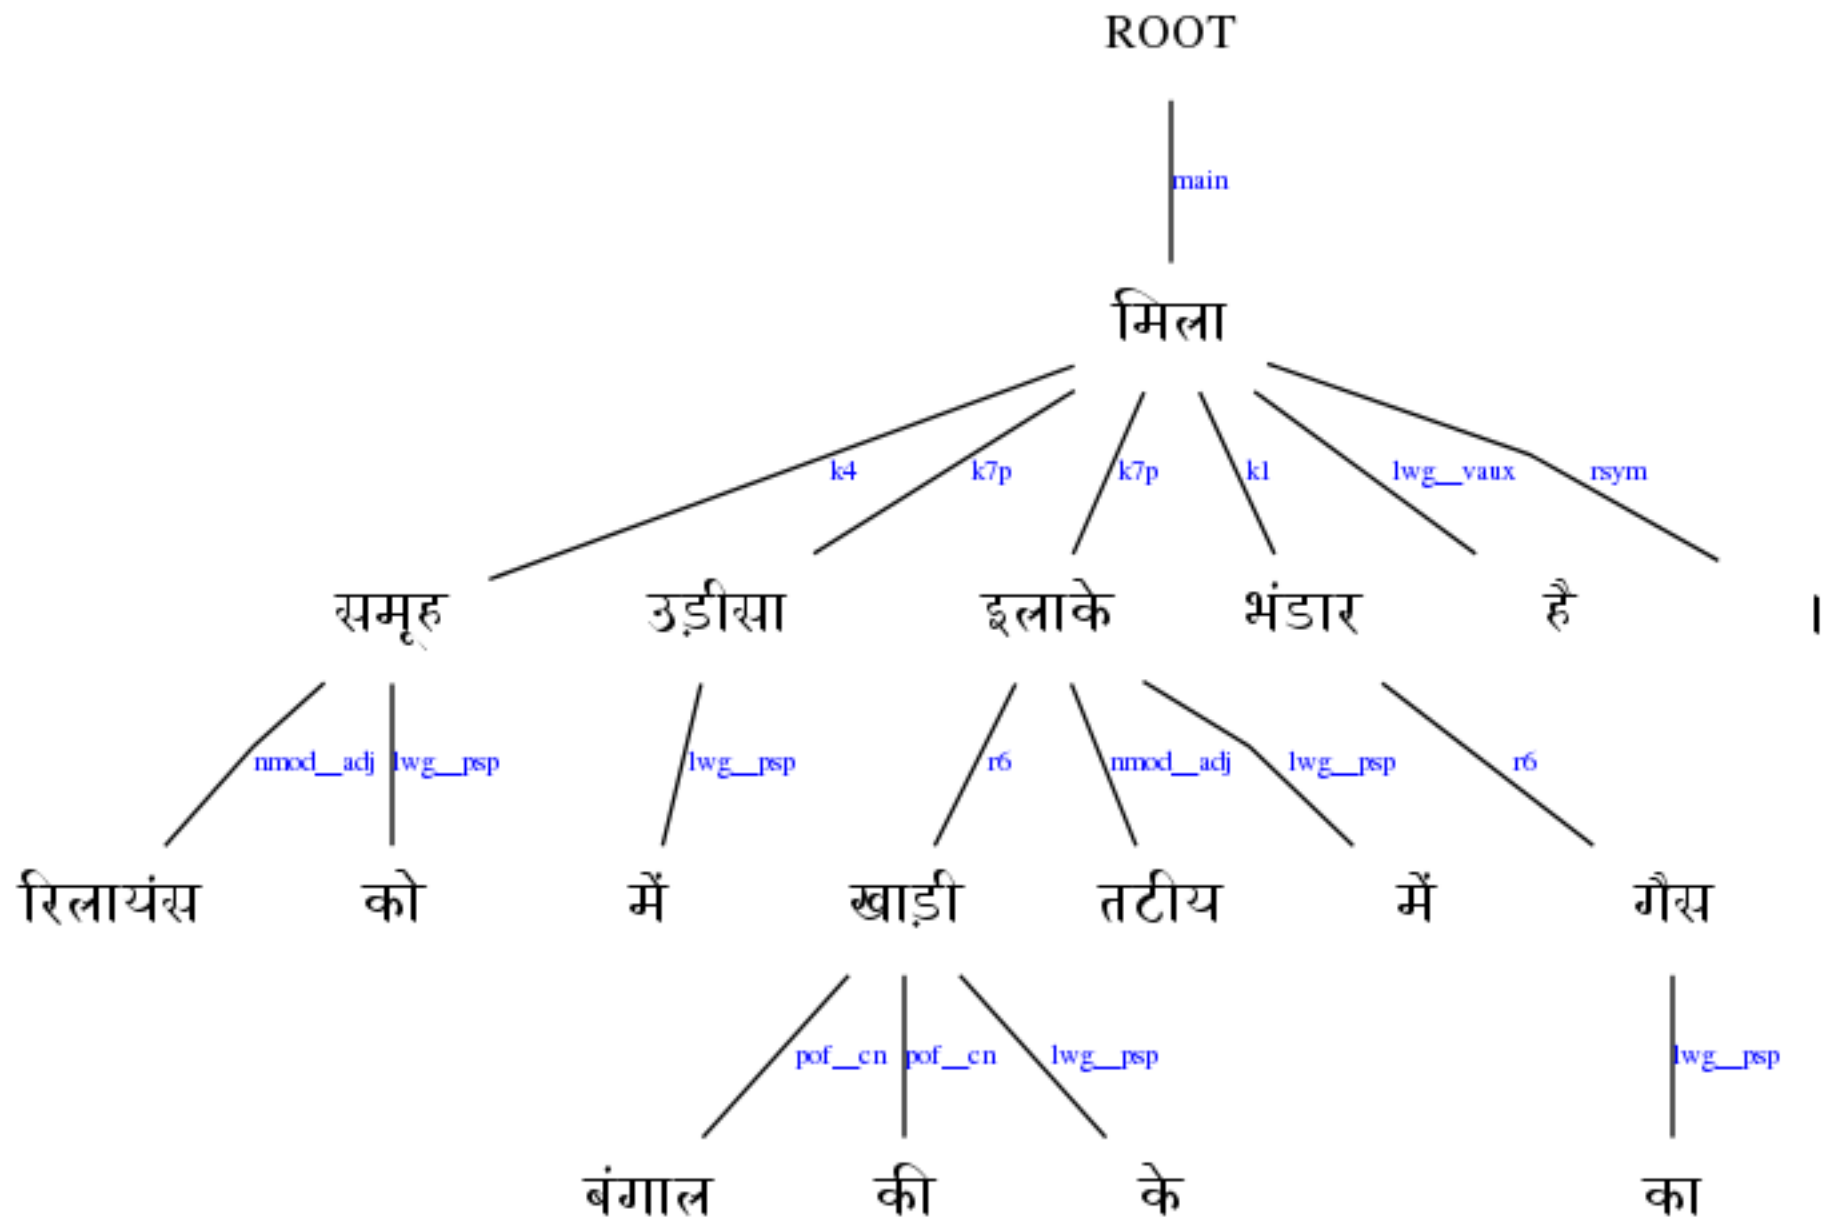 ROOT
main
मिला
k4 k7p k7p k1 lwg__vaux rsym
समूह उड़ीसा इलाके भंडार है ।
nmod__adj lwg__psp lwg__psp r6 nmod__adj lwg__psp r6
रिलायंस को में खाड़ी तटीय में गैस
pof__cn pof__cn lwg__psp lwg__psp
बंगाल की के का